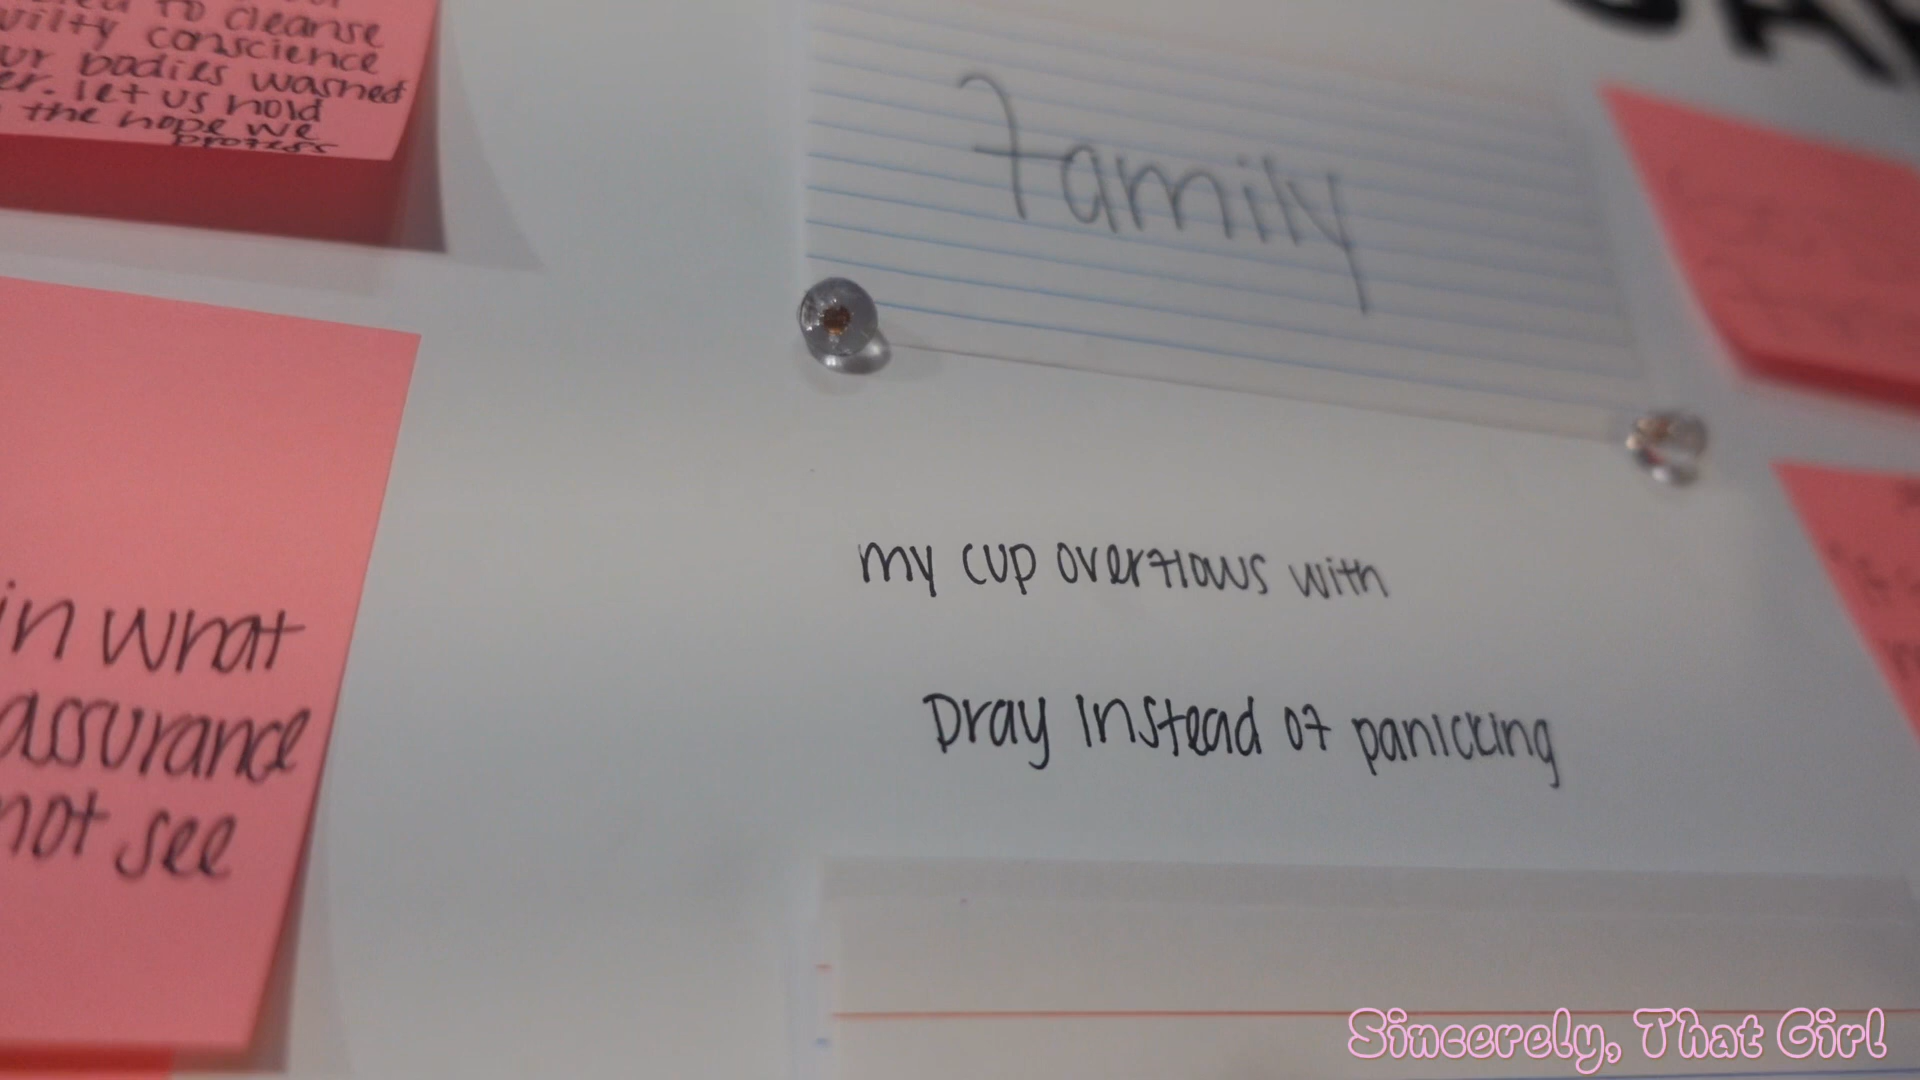 to cleanse
guilty conscience
our bodies washed
let us hold
the hope we
profess
in what
assurance
not see
Family
my cup overflows with
Pray instead of panicking
Sincerely, That Girl